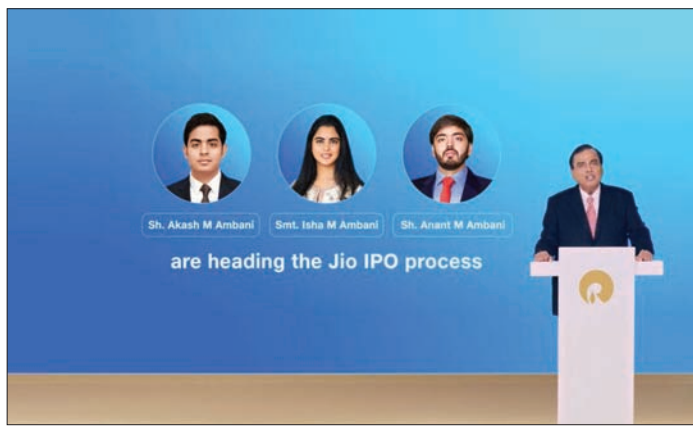 Sh. Akash M Ambani
Smt. Isha M Ambani
Sh. Anant M Ambani
are heading the Jio IPO process